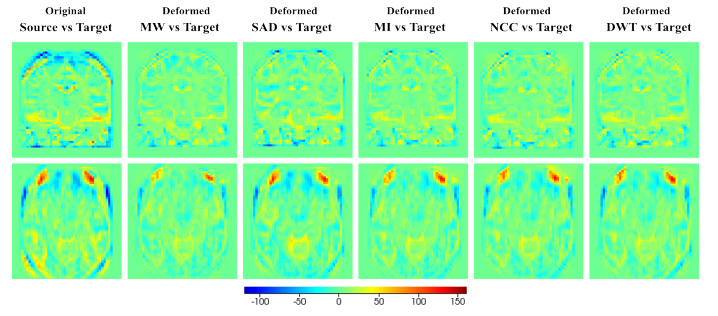 Original
Source vs Target
Deformed
MW vs Target
Deformed
SAD vs Target
Deformed
MI vs Target
Deformed
NCC vs Target
Deformed
DWT vs Target
-100 -50 0 50 100 150